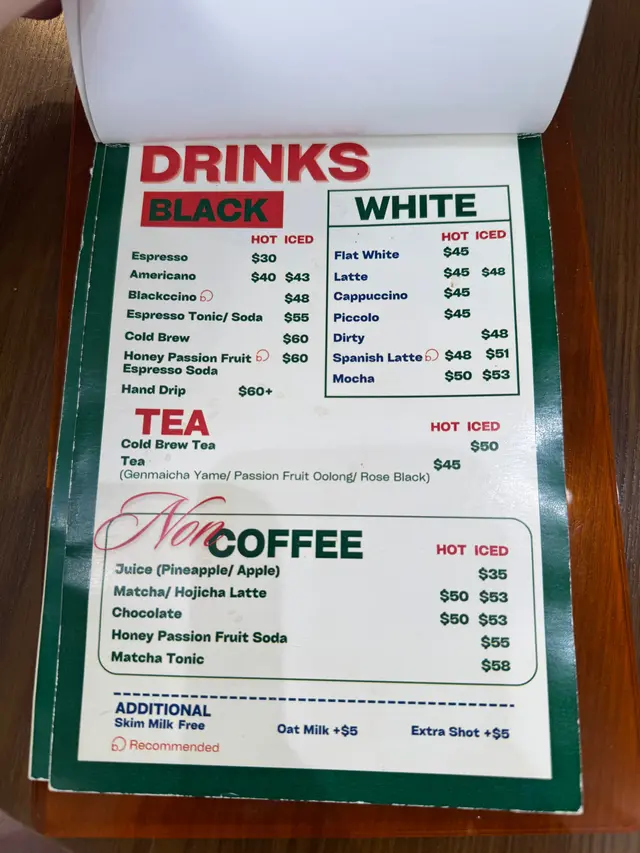 DRINKS
BLACK
HOT ICED
Espresso $30
Americano $40 $43
Blackccino $48
Espresso Tonic/ Soda $55
Cold Brew $60
Honey Passion Fruit $60
Espresso Soda
Hand Drip $60+
WHITE
HOT ICED
Flat White $45
Latte $45 $48
Cappuccino $45
Piccolo $45
Dirty $48
Spanish Latte $48 $51
Mocha $50 $53
TEA HOT ICED
Cold Brew Tea $50
Tea $45
(Genmaicha Yame/ Passion Fruit Oolong/ Rose Black)
Non COFFEE HOT ICED
Juice (Pineapple/ Apple) $35
Matcha/ Hojicha Latte $50 $53
Chocolate $50 $53
Honey Passion Fruit Soda $55
Matcha Tonic $58
ADDITIONAL
Skim Milk Free Oat Milk +$5 Extra Shot +$5
Recommended